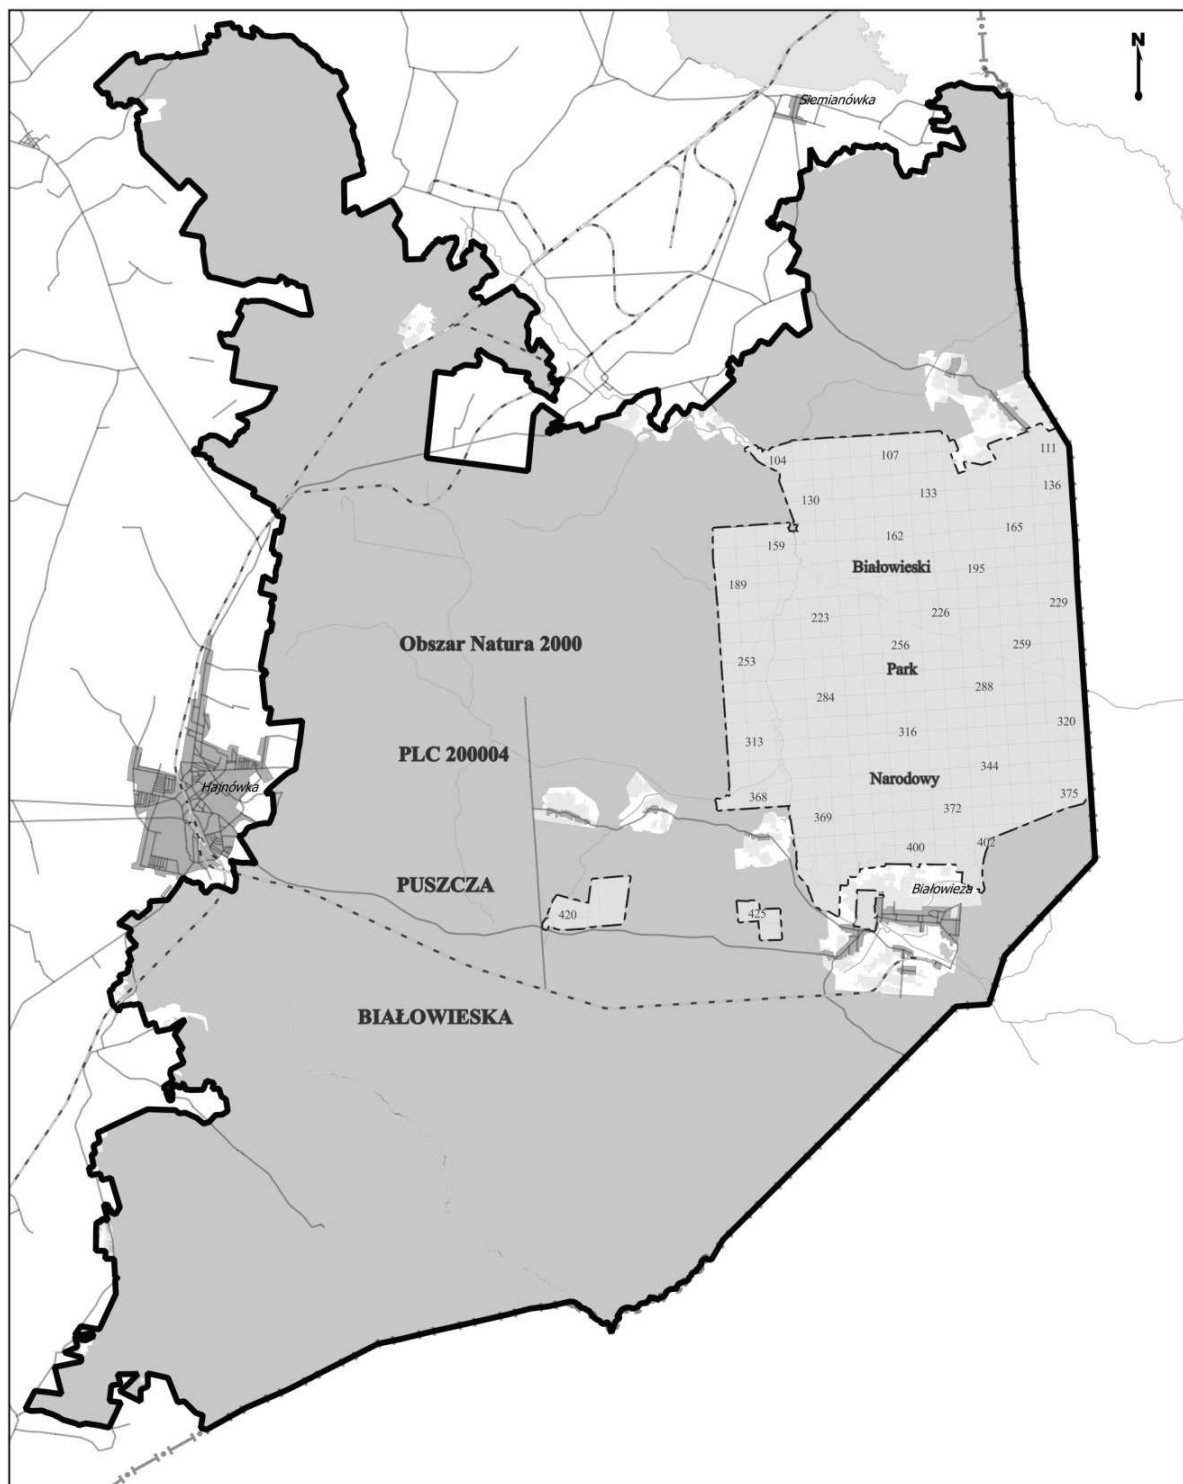 N
Siemianówka
104
107
111
130
133
136
159
162
165
Białowieski
195
189
223
226
229
Obszar Natura 2000
253
256
259
Park
284
288
313
316
320
PLC 200004
344
Narodowy
Hajnówka
368
369
372
375
400
402
PUSZCZA
Białowieża
420
425
BIAŁOWIESKA